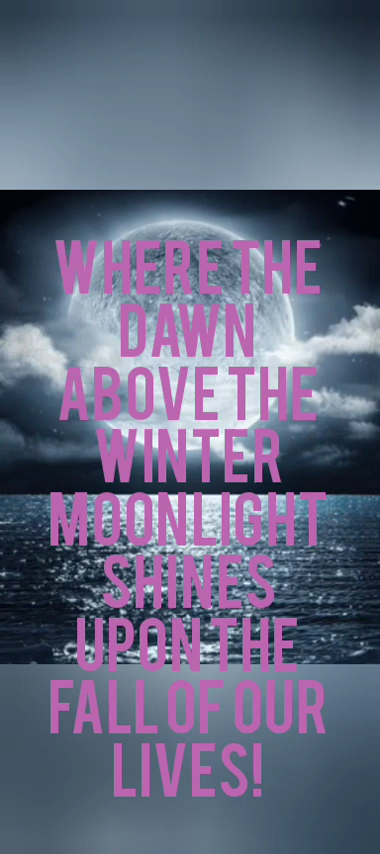 WHERE THE
DAWN
ABOVE THE
WINTER
MOONLIGHT
SHINES
UPON THE
FALL OF OUR
LIVES!